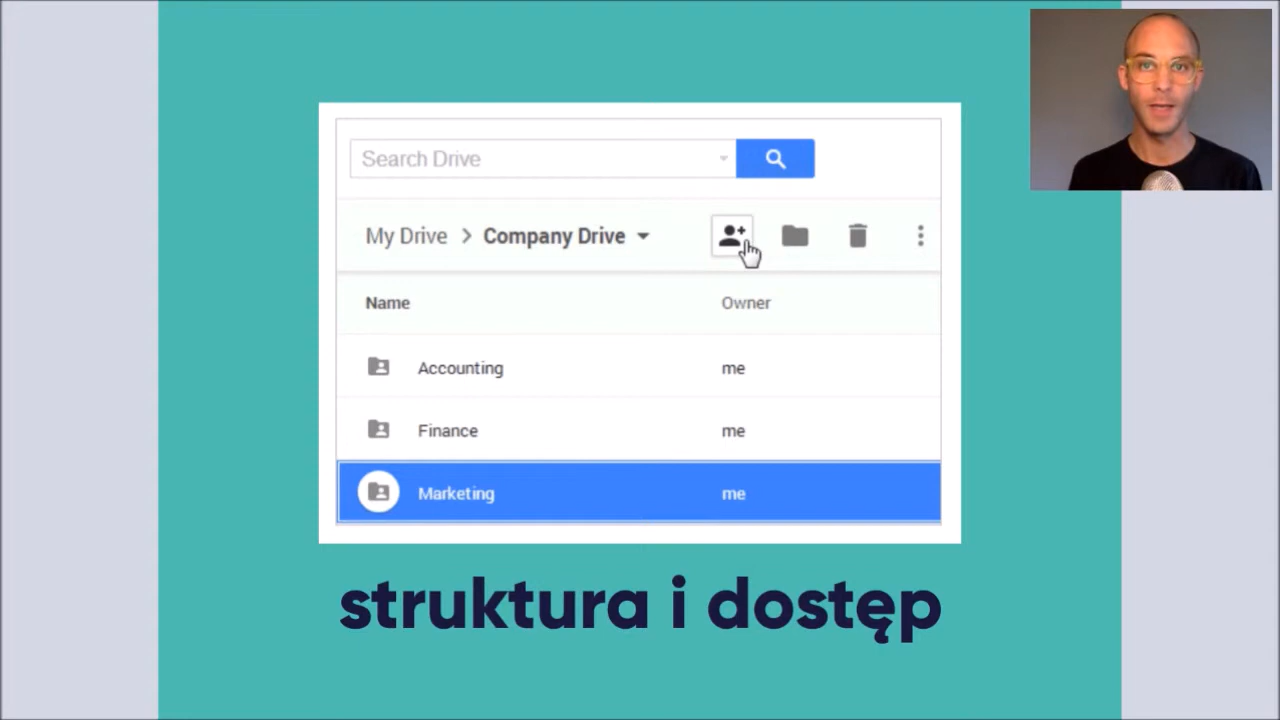 Search Drive
My Drive > Company Drive
Name Owner
Accounting me
Finance me
Marketing me
struktura i dostęp